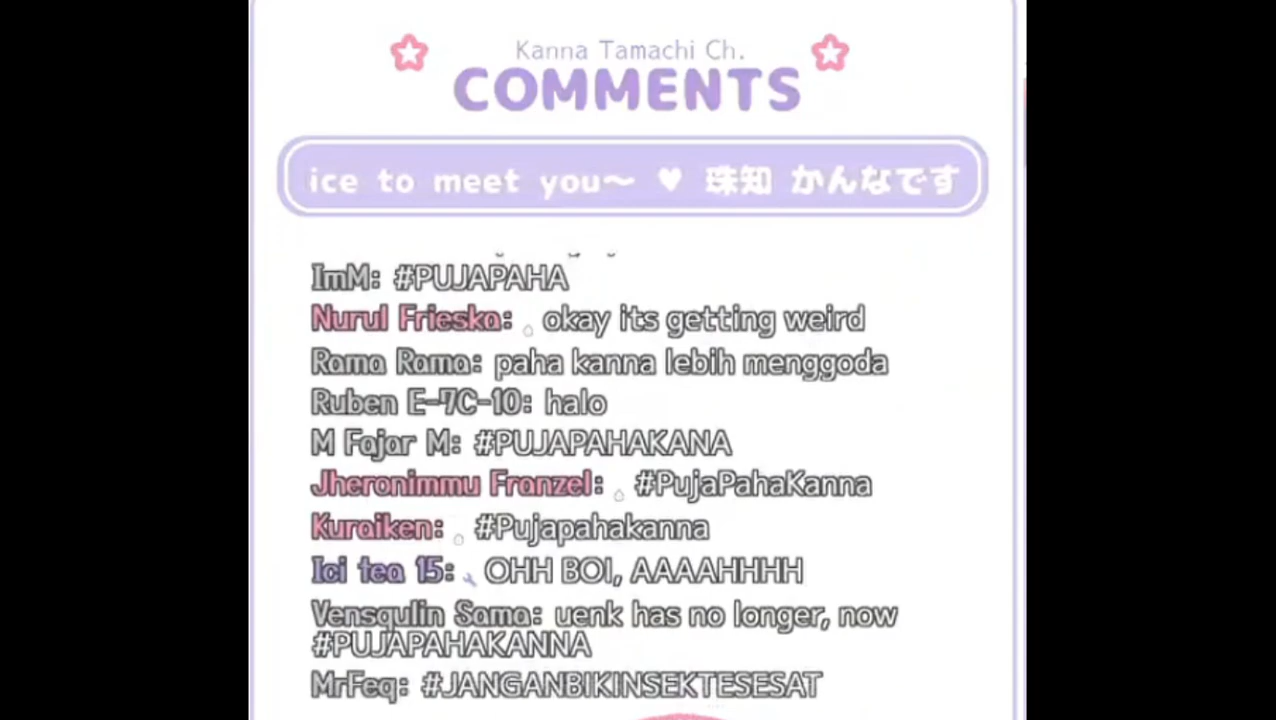 Kanna Tamachi Ch.
COMMENTS
ice to meet you～ ♥ 珠知 かんなです
ImM: #PUJAPAHA
Nurul Frieska: okay its getting weird
Rama Rama: paha kanna lebih menggoda
Ruben E-7C-10: halo
M Fajar M: #PUJAPAHAKANA
Jheronimmu Franzel: #PujaPahaKanna
Kuraiken: #Pujapahakanna
Ici tea 15: OHH BOI, AAAAHHHH
Vensqulin Sama: uenk has no longer, now
#PUJAPAHAKANNA
MrFeq: #JANGANBIKINSEKTESESAT